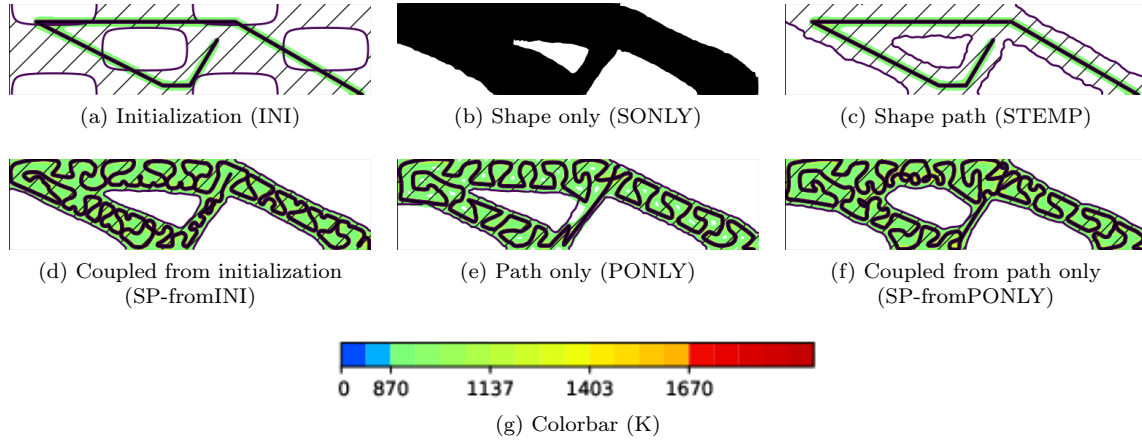 (a) Initialization (INI)
(b) Shape only (SONLY)
(c) Shape path (STEMP)
(d) Coupled from initialization
(SP-fromINI)
(e) Path only (PONLY)
(f) Coupled from path only
(SP-fromPONLY)
0 870 1137 1403 1670
(g) Colorbar (K)